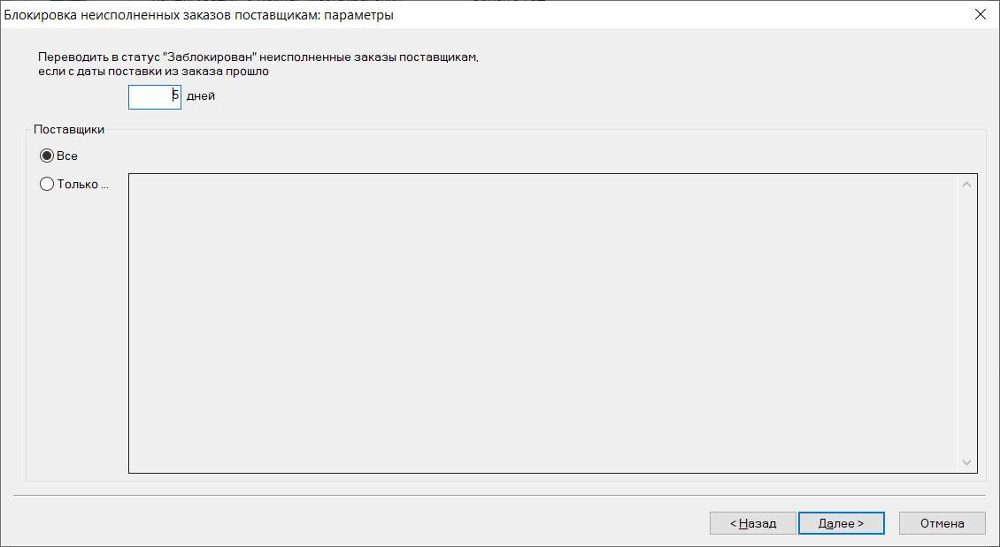 Блокировка неисполненных заказов поставщикам: параметры
Переводить в статус "Заблокирован" неисполненные заказы поставщикам,
если с даты поставки из заказа прошло
5 дней
Поставщики
Все
Только ...
< Назад Далее > Отмена